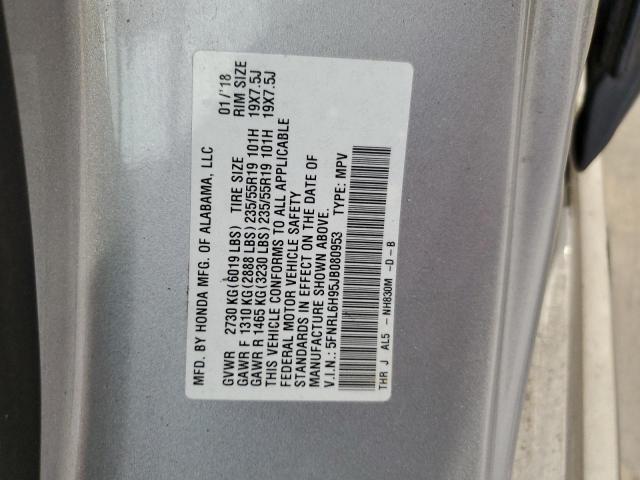 MFD. BY HONDA MFG. OF ALABAMA, LLC 01/'18
GVWR 2730 KG (6019 LBS) TIRE SIZE RIM SIZE
GAWR F 1310 KG (2888 LBS) 235/55R19 101H 19X7.5J
GAWR R 1465 KG (3230 LBS) 235/55R19 101H 19X7.5J
THIS VEHICLE CONFORMS TO ALL APPLICABLE
FEDERAL MOTOR VEHICLE SAFETY
STANDARDS IN EFFECT ON THE DATE OF
MANUFACTURE SHOWN ABOVE.
V.I.N.: 5FNRL6H95JB080953 TYPE: MPV
THR J AL5 - NH830M -D - B